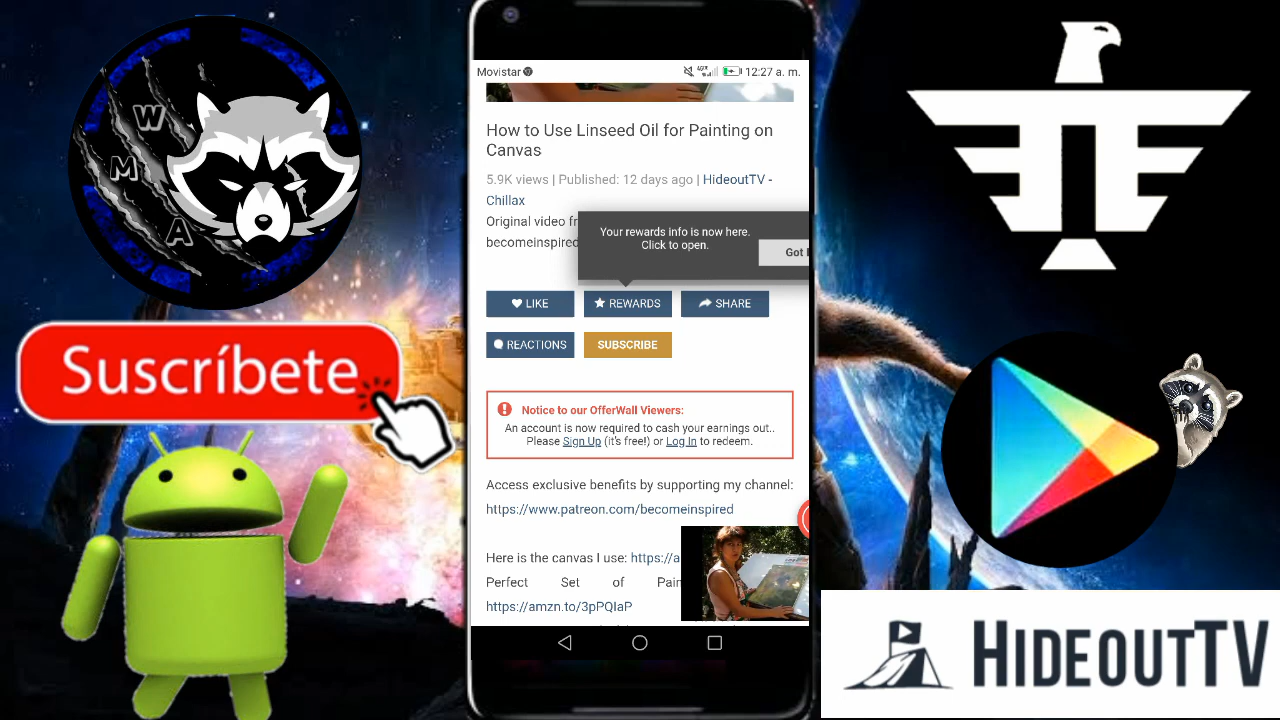 W
M
A
Suscríbete
Movistar
12:27 a. m.
How to Use Linseed Oil for Painting on
Canvas
5.9K views | Published: 12 days ago | HideoutTV -
Chillax
Original video fr
becomeinspired
Your rewards info is now here.
Click to open.
Got
LIKE
REWARDS
SHARE
REACTIONS
SUBSCRIBE
Notice to our OfferWall Viewers:
An account is now required to cash your earnings out..
Please Sign Up (it's free!) or Log In to redeem.
Access exclusive benefits by supporting my channel:
https://www.patreon.com/becomeinspired
Here is the canvas I use: https://a
Perfect Set of Pain
https://amzn.to/3pPQIaP
HIDEOUTTV